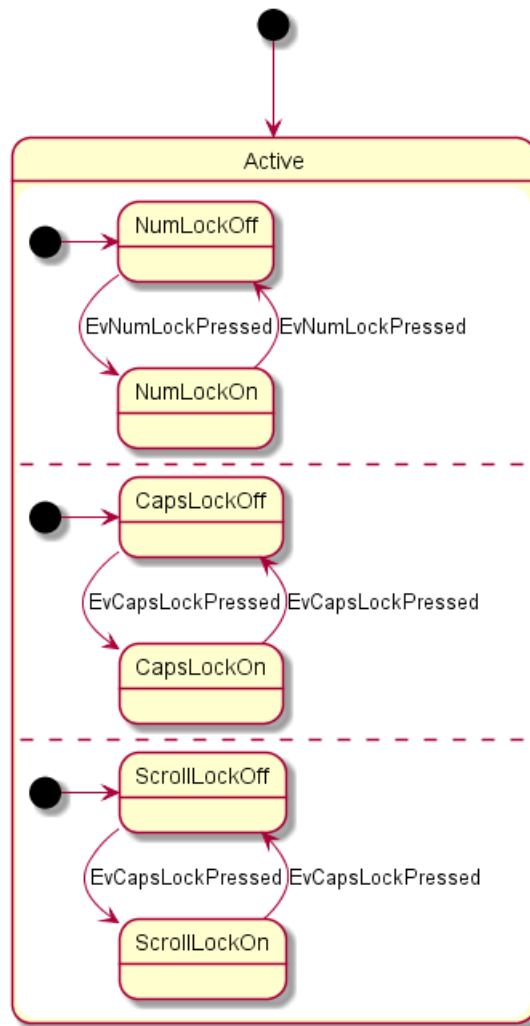 Active
NumLockOff
EvNumLockPressed EvNumLockPressed
NumLockOn
CapsLockOff
EvCapsLockPressed EvCapsLockPressed
CapsLockOn
ScrollLockOff
EvCapsLockPressed EvCapsLockPressed
ScrollLockOn